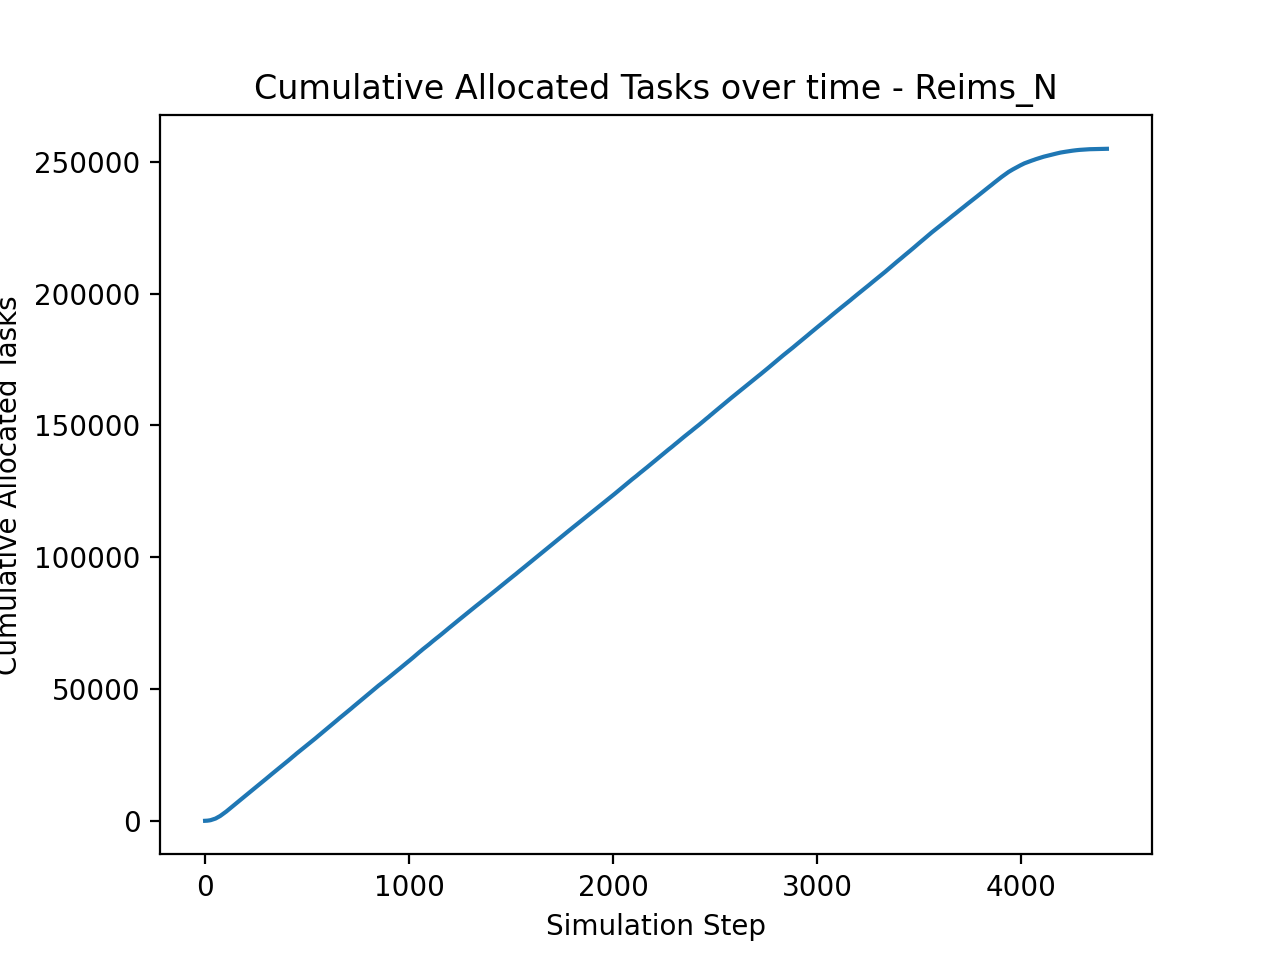 Cumulative Allocated Tasks over time - Reims_N
Cumulative Allocated Tasks
250000
200000
150000
100000
50000
0
0 1000 2000 3000 4000
Simulation Step